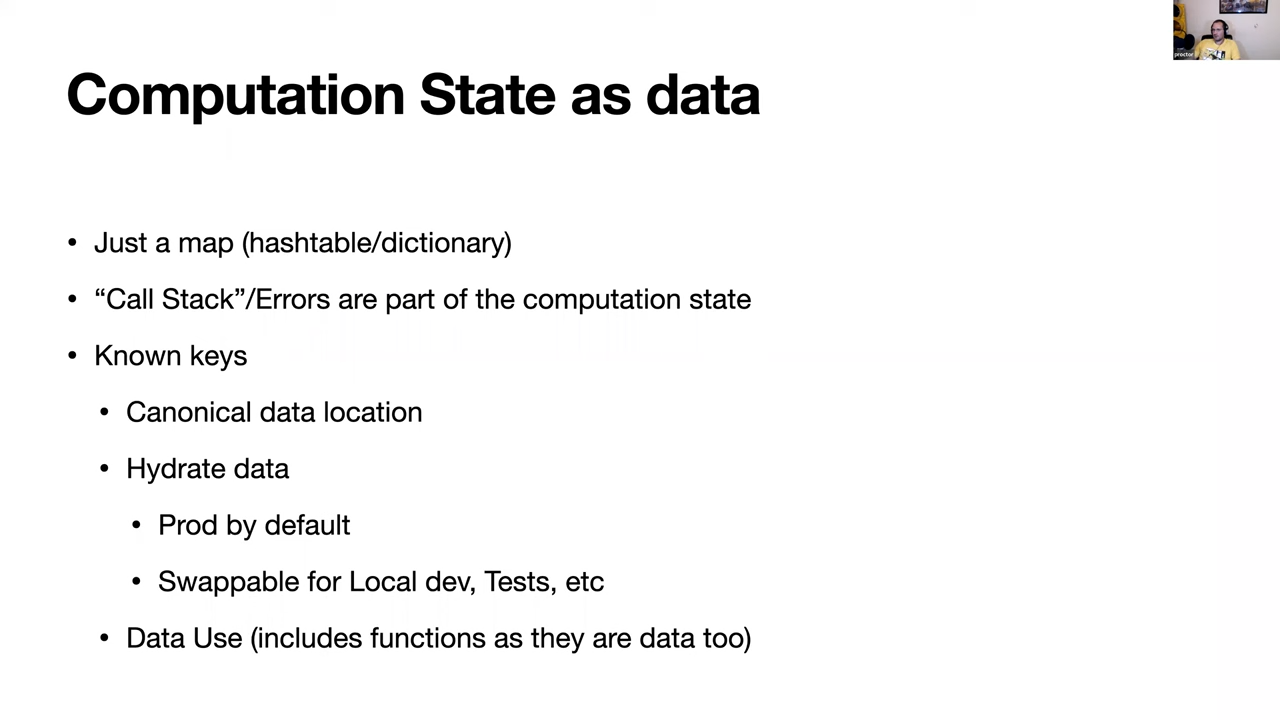 Computation State as data
• Just a map (hashtable/dictionary)
• “Call Stack”/Errors are part of the computation state
• Known keys
• Canonical data location
• Hydrate data
• Prod by default
• Swappable for Local dev, Tests, etc
• Data Use (includes functions as they are data too)
proctor